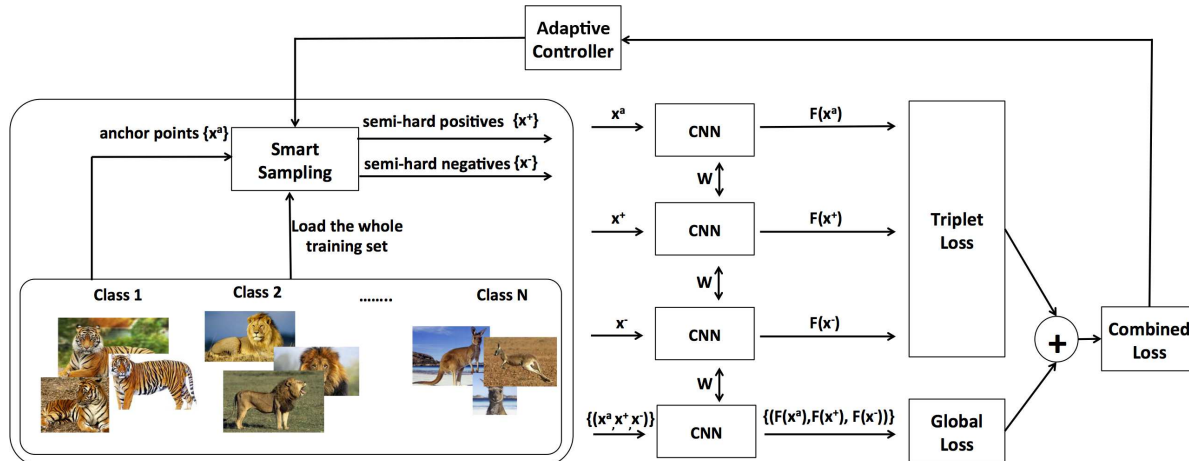 Adaptive
Controller
anchor points {xᵃ}
Smart
Sampling
semi-hard positives {x⁺}
semi-hard negatives {x⁻}
Load the whole
training set
Class 1
Class 2
........
Class N
xᵃ
CNN
F(xᵃ)
W
x⁺
CNN
F(x⁺)
W
x⁻
CNN
F(x⁻)
W
{(xᵃ,x⁺,x⁻)}
CNN
{(F(xᵃ),F(x⁺), F(x⁻))}
Triplet
Loss
Global
Loss
+
Combined
Loss